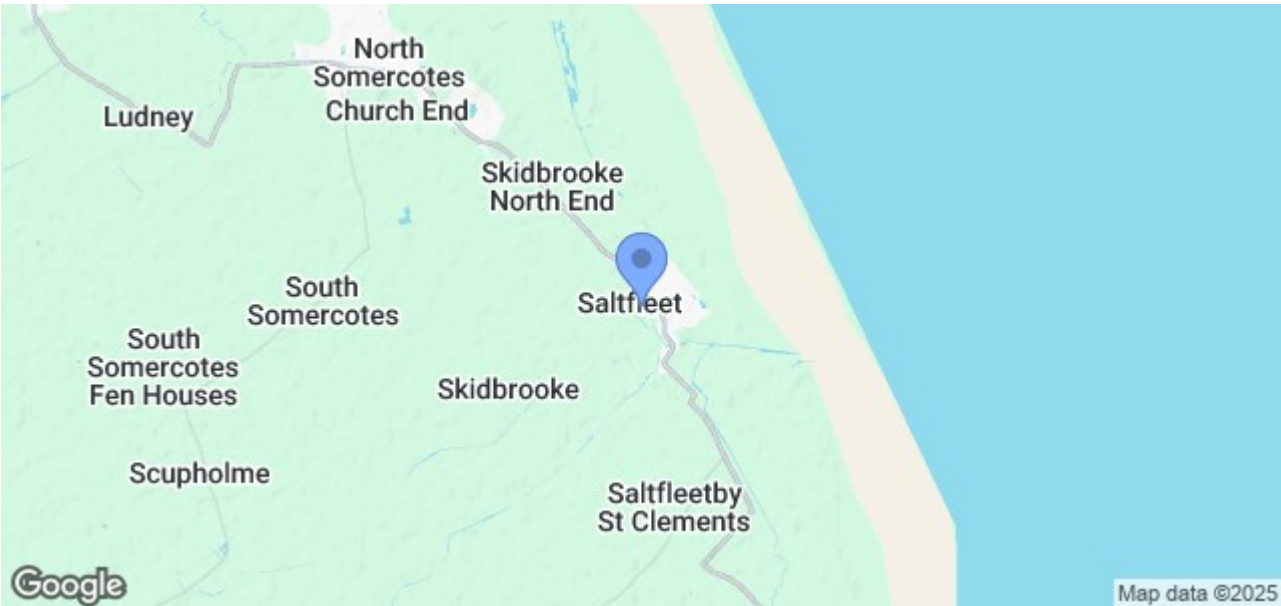 North
Somercotes
Church End
Ludney
Skidbrooke
North End
South
Somercotes
Saltfleet
South
Somercotes
Fen Houses
Skidbrooke
Scupholme
Saltfleetby
St Clements
Google
Map data ©2025